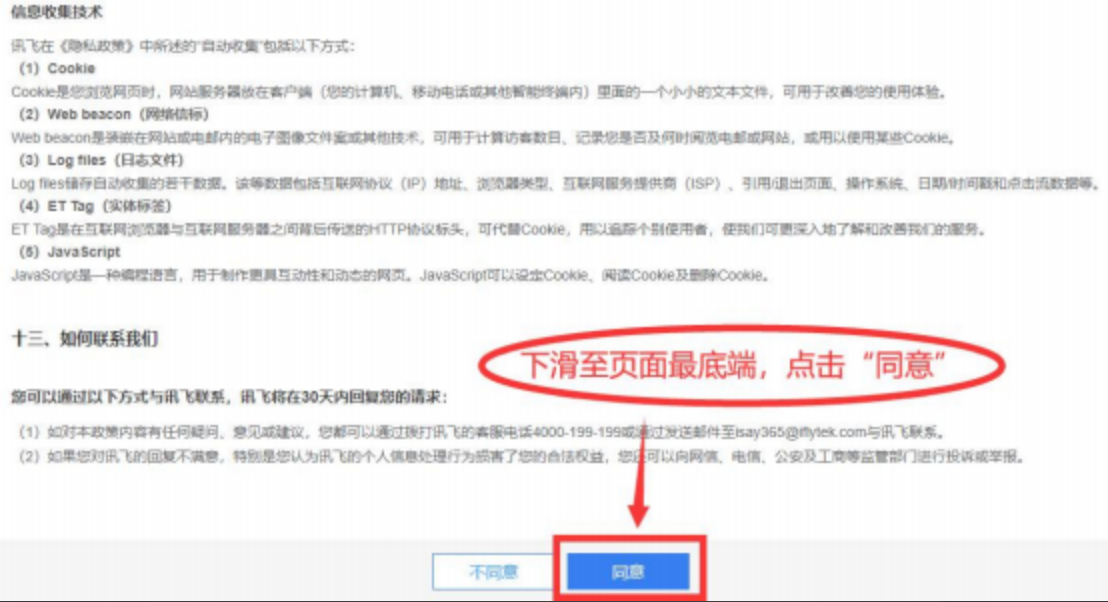 信息收集技术
讯飞在《隐私政策》中所述的“自动收集”包括以下方式：
（1）Cookie
Cookie是您浏览网页时，网站服务器放在客户端（您的计算机、移动电话或其他智能终端内）里面的一个小小的文本文件，可用于改善您的使用体验。
（2）Web beacon（网络信标）
Web beacon是装嵌在网站或电邮内的电子图像文件案或其他技术，可用于计算访客数目、记录您是否及何时阅览电邮或网站，或用以使用某些Cookie。
（3）Log files（日志文件）
Log files储存自动收集的若干数据。该等数据包括互联网协议（IP）地址、浏览器类型、互联网服务提供商（ISP）、引用/退出页面、操作系统、日期/时间戳和点击流数据等。
（4）ET Tag（实体标签）
ET Tag是在互联网浏览器与互联网服务器之间背后传送的HTTP协议标头，可代替Cookie，用以追踪个别使用者，使我们可更深入地了解和改善我们的服务。
（5）JavaScript
JavaScript是一种编程语言，用于制作更具互动性和动态的网页。JavaScript可以设定Cookie、阅读Cookie及删除Cookie。
十三、如何联系我们
下滑至页面最底端，点击“同意”
您可以通过以下方式与讯飞联系，讯飞将在30天内回复您的请求：
（1）如对本政策内容有任何疑问、意见或建议，您都可以通过拨打讯飞的客服电话4000-199-199或通过发送邮件至isay365@iflytek.com与讯飞联系。
（2）如果您对讯飞的回复不满意，特别是您认为讯飞的个人信息处理行为损害了您的合法权益，您还可以向网信、电信、公安及工商等监管部门进行投诉或举报。
不同意
同意